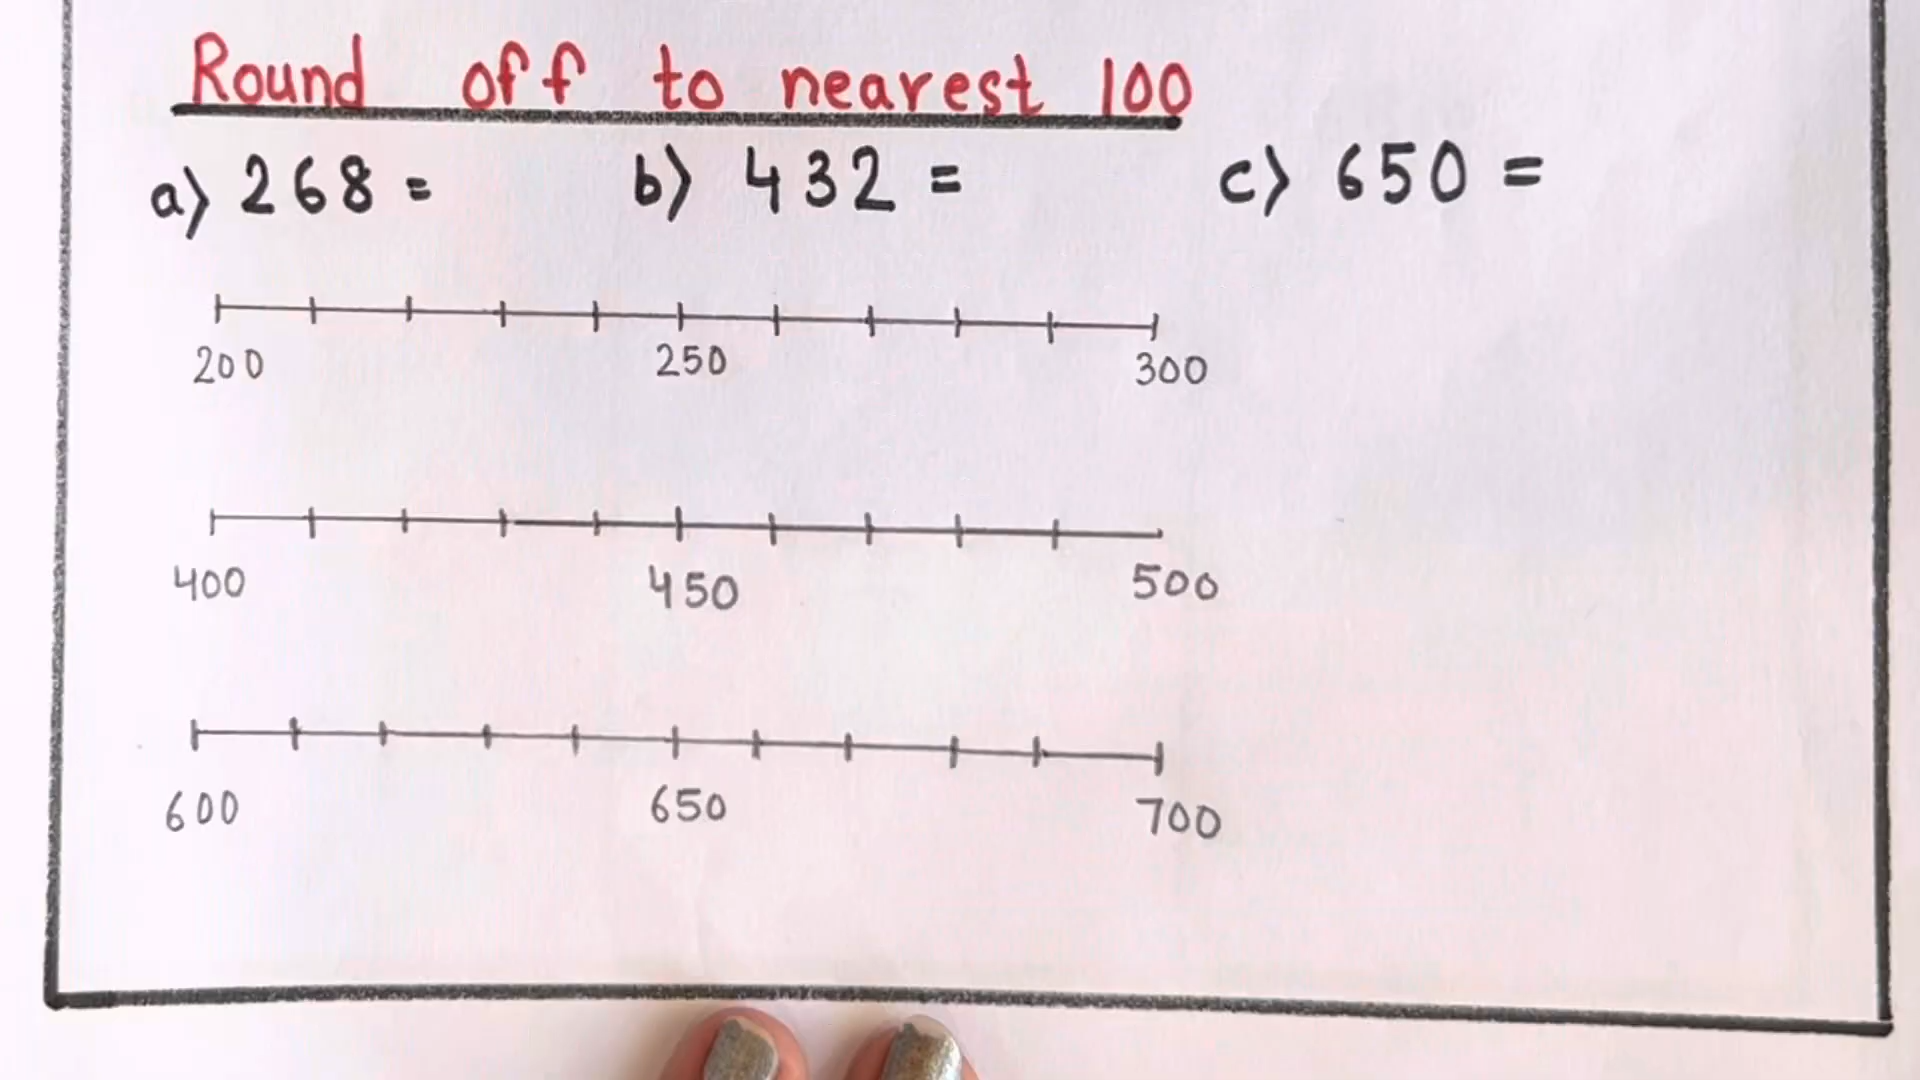 Round off to nearest 100
a) 268 = b) 432 = c) 650 =
200 250 300
400 450 500
600 650 700